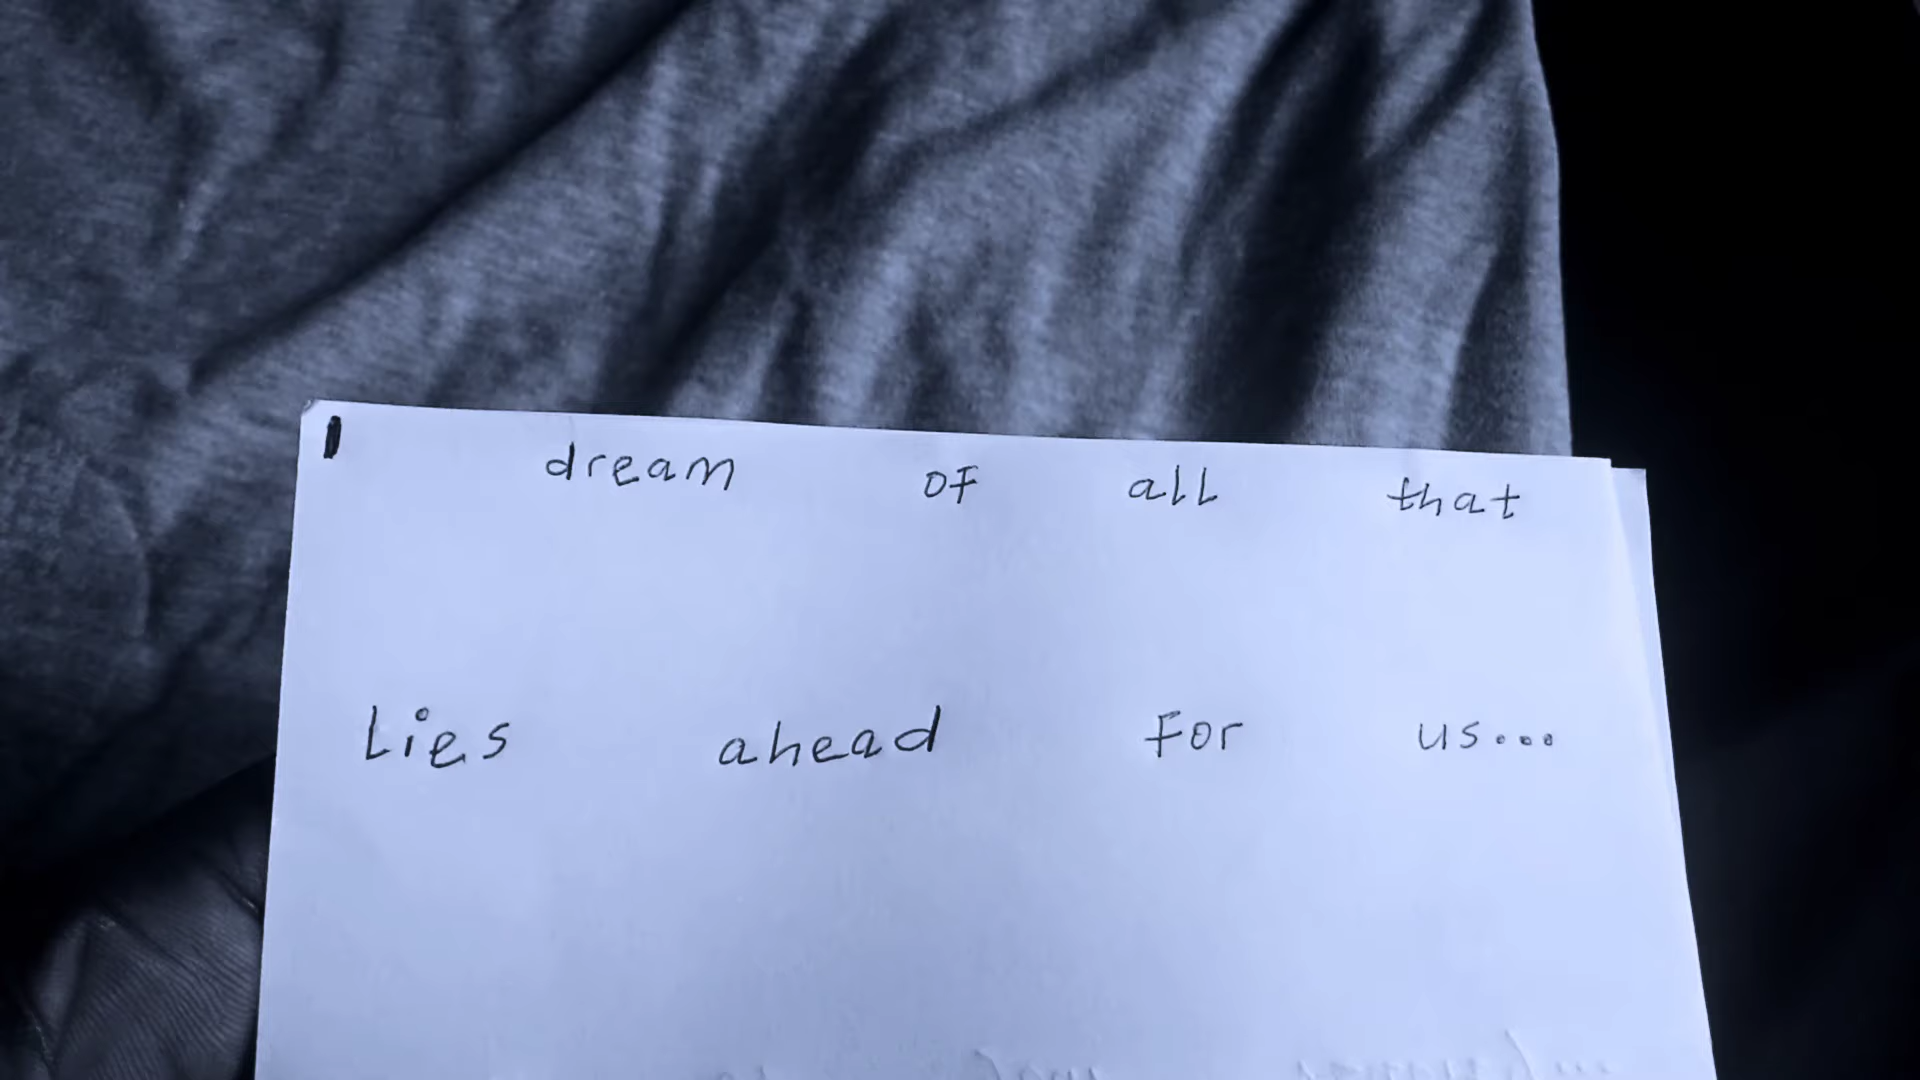 I dream of all that
Lies ahead For us...